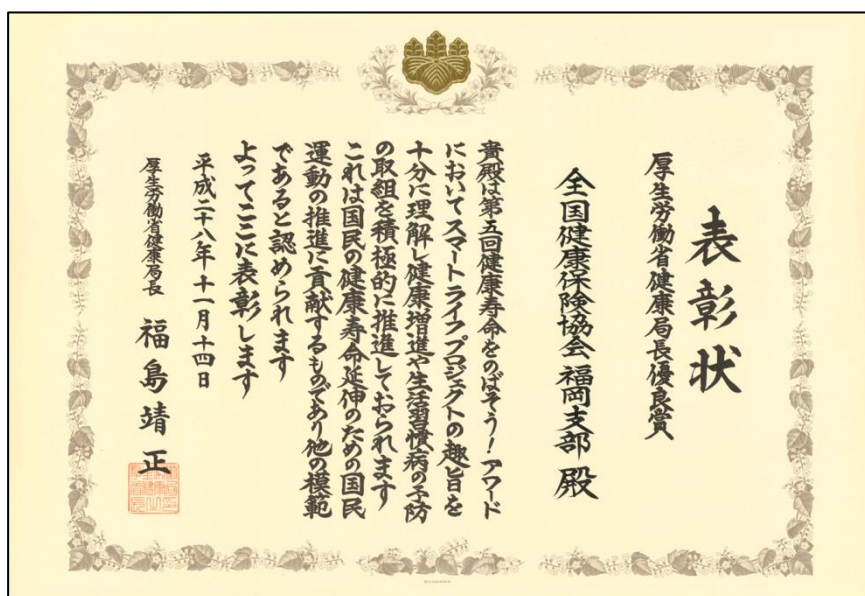 表彰状
厚生労働省健康局長優良賞
全国健康保険協会 福岡支部 殿
貴殿は第五回健康寿命をのばそう！アワード
においてスマートライフプロジェクトの趣旨を
十分に理解し健康増進や生活習慣病の予防
の取組を積極的に推進しておられます
これは国民の健康寿命延伸のための国民
運動の推進に貢献するものであり他の模範
であると認められます
よってここに表彰します
平成二十八年十一月十四日
厚生労働省健康局長 福島靖正